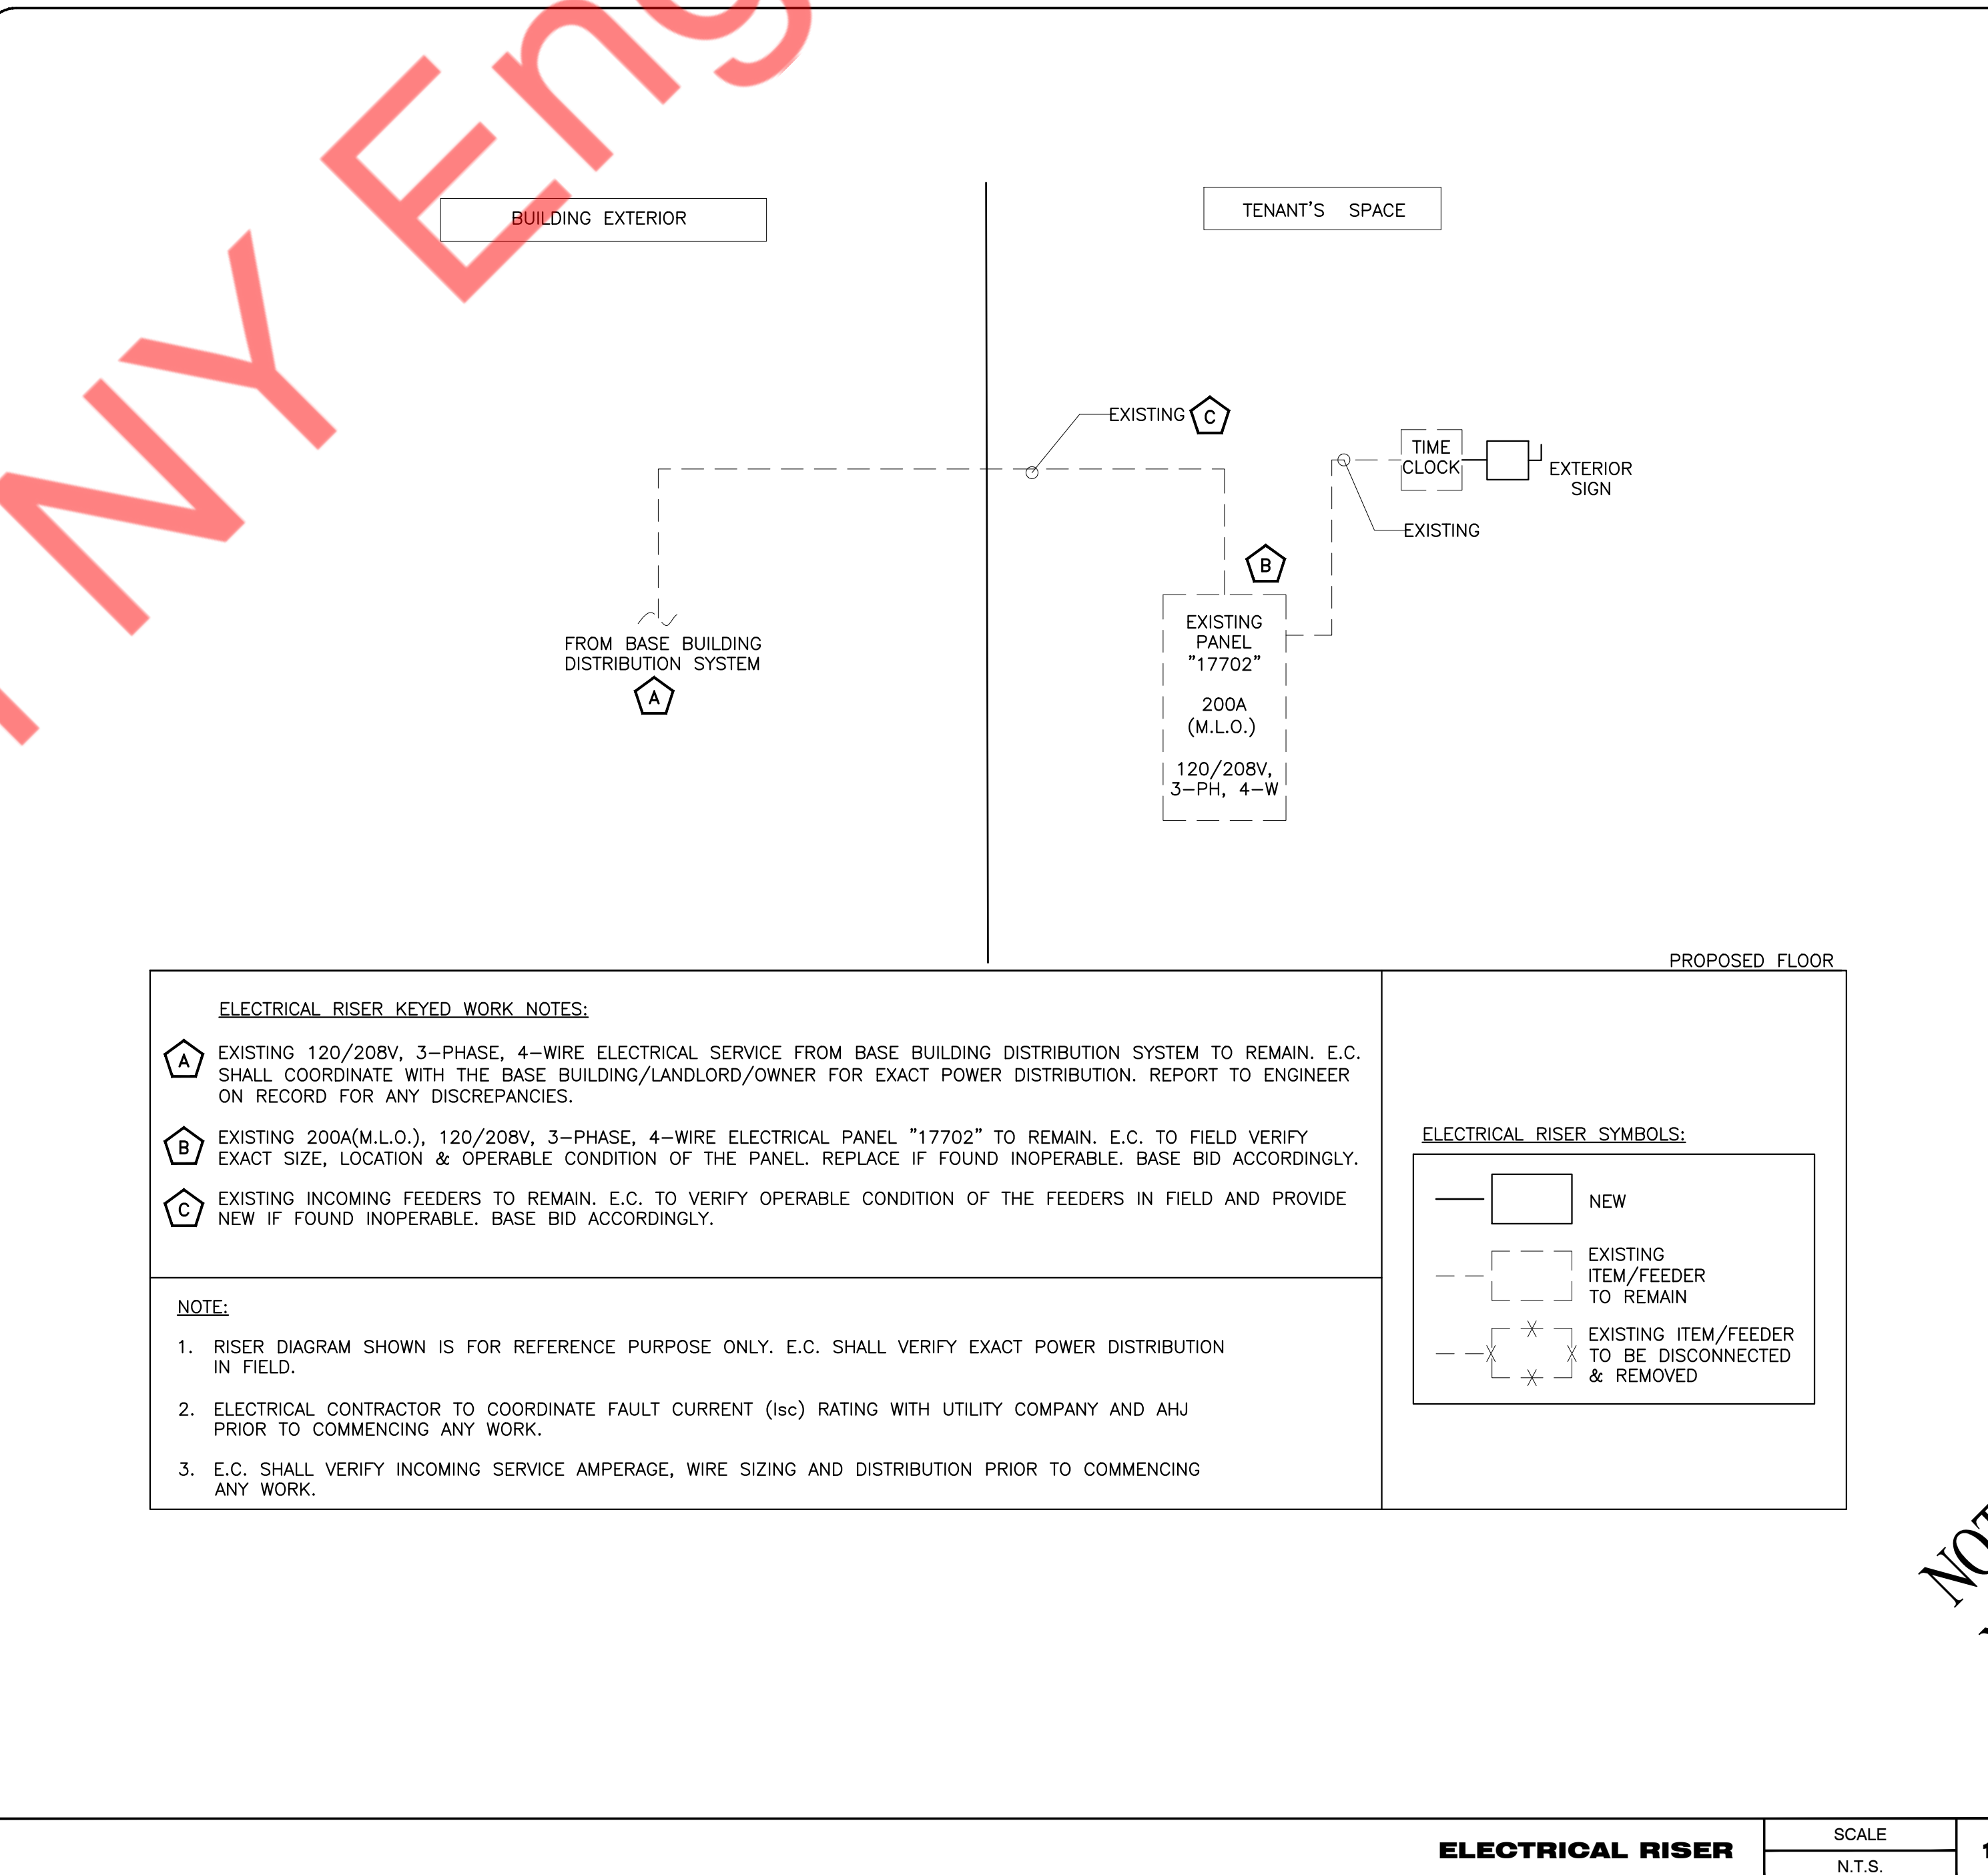 NY Eng
BUILDING EXTERIOR
TENANT'S SPACE
EXISTING C
TIME
CLOCK
EXTERIOR
SIGN
EXISTING
B
FROM BASE BUILDING
DISTRIBUTION SYSTEM
A
EXISTING
PANEL
"17702"
200A
(M.L.O.)
120/208V,
3-PH, 4-W
PROPOSED FLOOR
ELECTRICAL RISER KEYED WORK NOTES:
A EXISTING 120/208V, 3-PHASE, 4-WIRE ELECTRICAL SERVICE FROM BASE BUILDING DISTRIBUTION SYSTEM TO REMAIN. E.C.
SHALL COORDINATE WITH THE BASE BUILDING/LANDLORD/OWNER FOR EXACT POWER DISTRIBUTION. REPORT TO ENGINEER
ON RECORD FOR ANY DISCREPANCIES.
B EXISTING 200A(M.L.O.), 120/208V, 3-PHASE, 4-WIRE ELECTRICAL PANEL "17702" TO REMAIN. E.C. TO FIELD VERIFY
EXACT SIZE, LOCATION & OPERABLE CONDITION OF THE PANEL. REPLACE IF FOUND INOPERABLE. BASE BID ACCORDINGLY.
C EXISTING INCOMING FEEDERS TO REMAIN. E.C. TO VERIFY OPERABLE CONDITION OF THE FEEDERS IN FIELD AND PROVIDE
NEW IF FOUND INOPERABLE. BASE BID ACCORDINGLY.
NOTE:
1. RISER DIAGRAM SHOWN IS FOR REFERENCE PURPOSE ONLY. E.C. SHALL VERIFY EXACT POWER DISTRIBUTION
IN FIELD.
2. ELECTRICAL CONTRACTOR TO COORDINATE FAULT CURRENT (Isc) RATING WITH UTILITY COMPANY AND AHJ
PRIOR TO COMMENCING ANY WORK.
3. E.C. SHALL VERIFY INCOMING SERVICE AMPERAGE, WIRE SIZING AND DISTRIBUTION PRIOR TO COMMENCING
ANY WORK.
ELECTRICAL RISER SYMBOLS:
NEW
EXISTING
ITEM/FEEDER
TO REMAIN
EXISTING ITEM/FEEDER
TO BE DISCONNECTED
& REMOVED
NOT
ELECTRICAL RISER
SCALE
N.T.S.